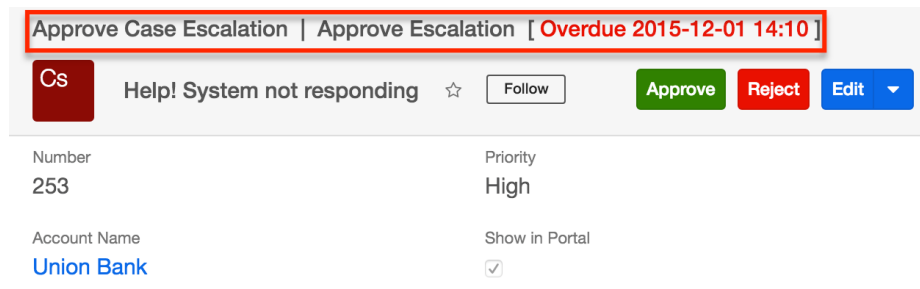 Approve Case Escalation | Approve Escalation [ Overdue 2015-12-01 14:10 ]
Cs
Help! System not responding
Follow
Approve
Reject
Edit
Number
Priority
253
High
Account Name
Show in Portal
Union Bank